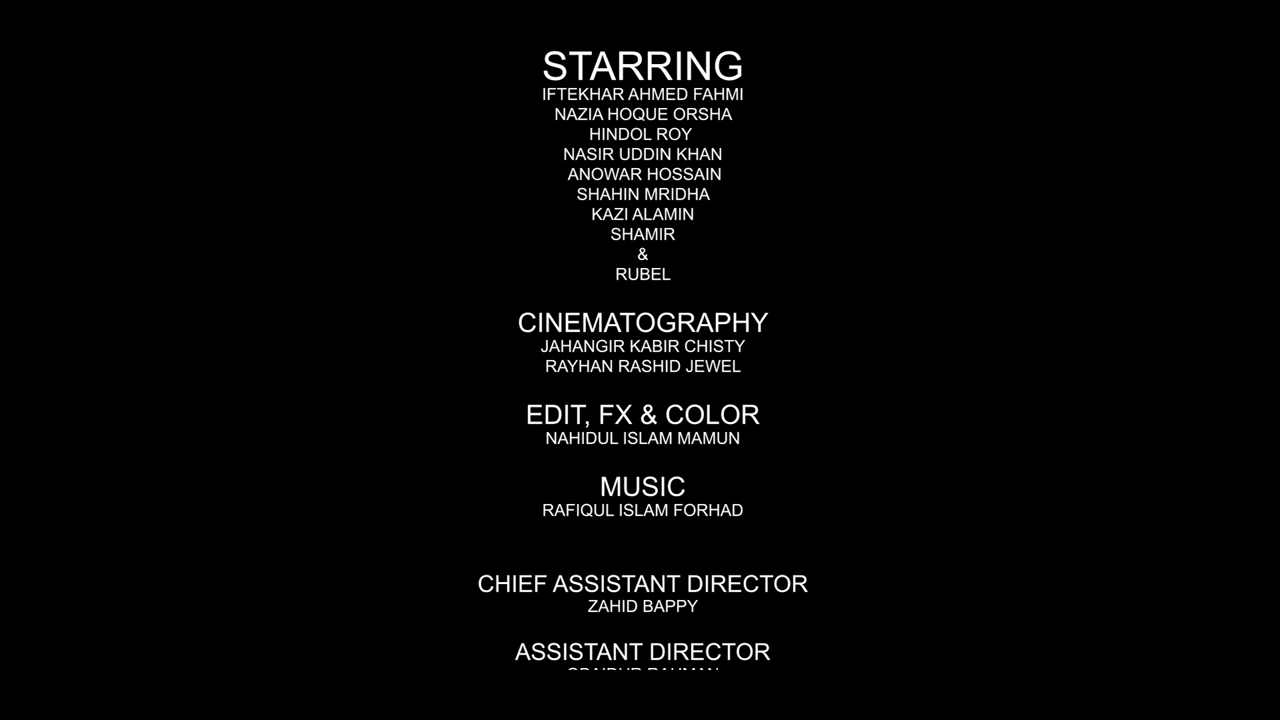 STARRING
IFTEKHAR AHMED FAHMI
NAZIA HOQUE ORSHA
HINDOL ROY
NASIR UDDIN KHAN
ANOWAR HOSSAIN
SHAHIN MRIDHA
KAZI ALAMIN
SHAMIR
&
RUBEL
CINEMATOGRAPHY
JAHANGIR KABIR CHISTY
RAYHAN RASHID JEWEL
EDIT, FX & COLOR
NAHIDUL ISLAM MAMUN
MUSIC
RAFIQUL ISLAM FORHAD
CHIEF ASSISTANT DIRECTOR
ZAHID BAPPY
ASSISTANT DIRECTOR